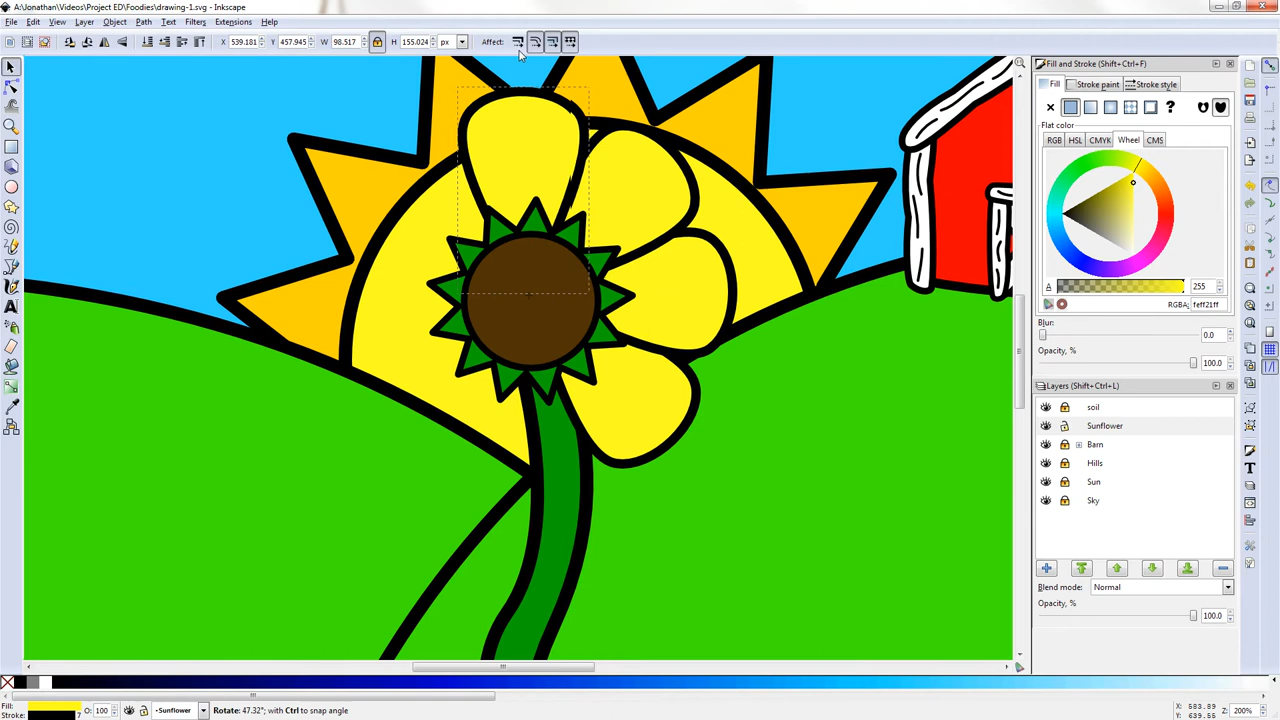 A:\Jonathan\Videos\Project ED\Foodies\drawing-1.svg - Inkscape
File Edit View Layer Object Path Text Filters Extensions Help
X 539.181 Y 457.945 W 98.517 H 155.024 px Affect:
Fill and Stroke (Shift+Ctrl+F)
Fill Stroke paint Stroke style
?
Flat color
RGB HSL CMYK Wheel CMS
A 255
RGBA: feff21ff
Blur:
0.0
Opacity, %
100.0
Layers (Shift+Ctrl+L)
soil
Sunflower
Barn
Hills
Sun
Sky
Blend mode: Normal
Opacity, %
100.0
Fill: O: 100 •Sunflower Rotate: 47.32°; with Ctrl to snap angle X: 583.89 Z: 200%
Stroke: 7 Y: 639.83